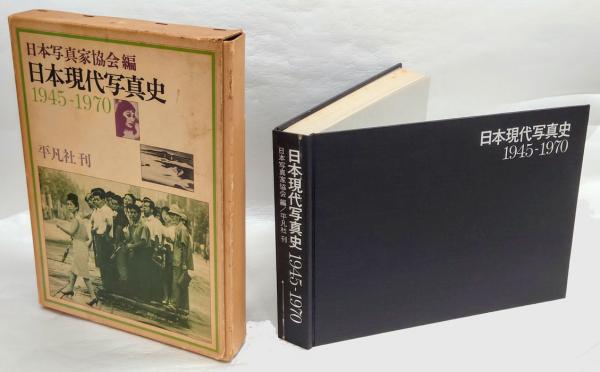 日本写真家協会編
日本現代写真史
1945-1970
平凡社刊
日本現代写真史 1945-1970
日本写真家協会編/平凡社刊
日本現代写真史
1945-1970